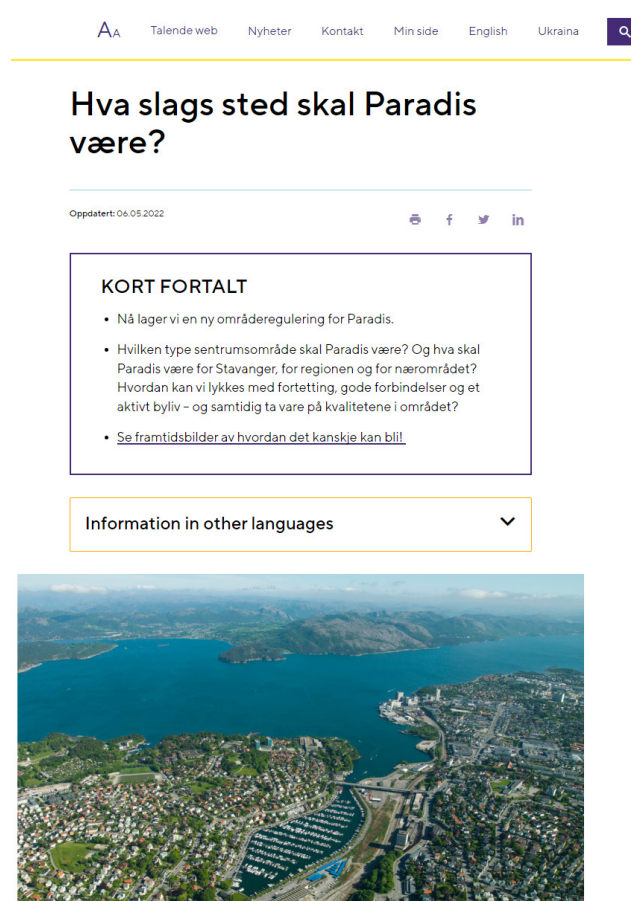 AA Talende web Nyheter Kontakt Min side English Ukraina
Hva slags sted skal Paradis
være?
Oppdatert: 06.05.2022
KORT FORTALT
• Nå lager vi en ny områderegulering for Paradis.
• Hvilken type sentrumsområde skal Paradis være? Og hva skal
Paradis være for Stavanger, for regionen og for nærområdet?
Hvordan kan vi lykkes med fortetting, gode forbindelser og et
aktivt byliv – og samtidig ta vare på kvalitetene i området?
• Se framtidsbilder av hvordan det kanskje kan bli!
Information in other languages